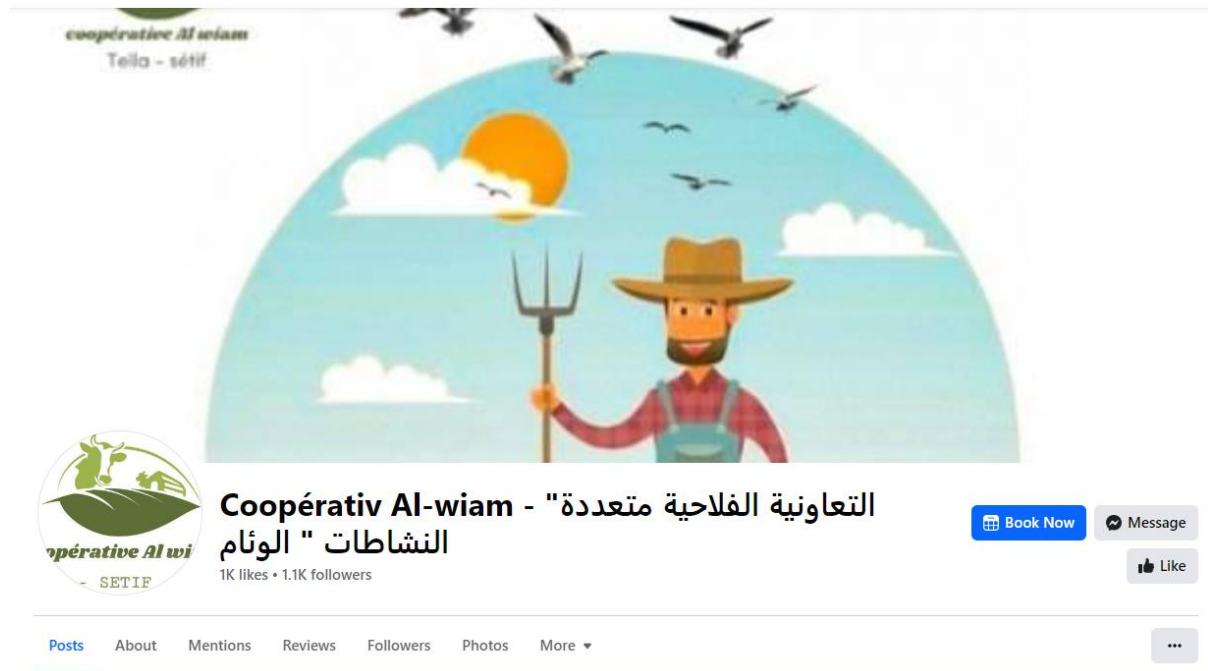 coopérative Al wiam
Tella - sétif
Coopérativ Al-wiam - "التعاونية الفلاحية متعددة
النشاطات " الوئام
1K likes • 1.1K followers
Book Now
Message
Like
opérative Al wi
- SETIF
Posts About Mentions Reviews Followers Photos More